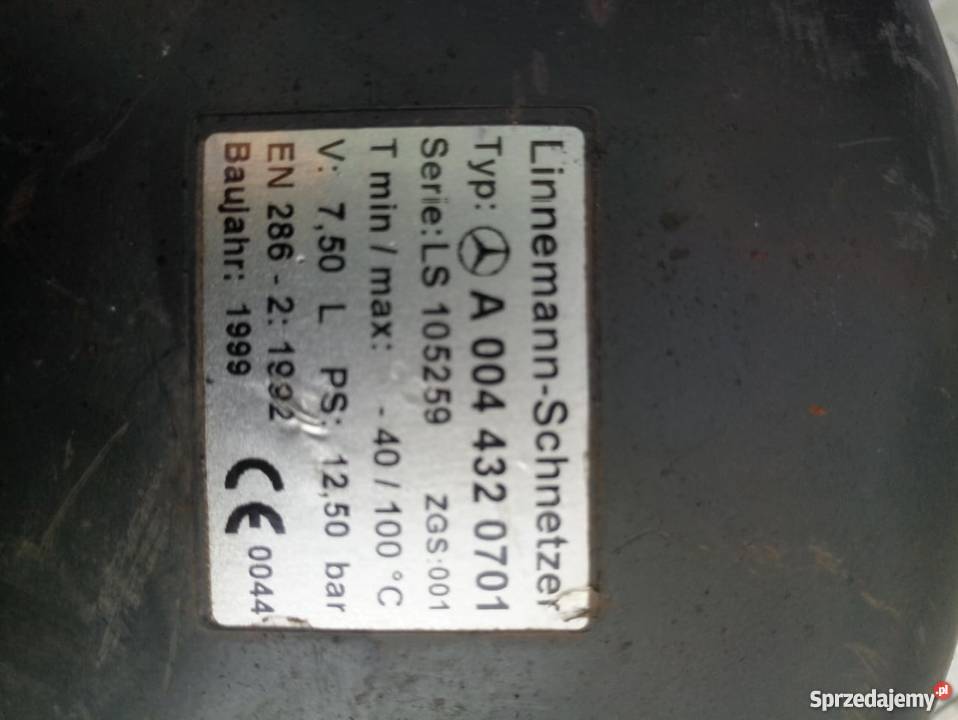 Linnemann-Schnetzer
Typ: A 004 432 0701
Serie: LS 105259 ZGS:001
T min / max: - 40 / 100 °C
V: 7,50 L PS: 12,50 bar
EN 286 - 2: 1992
Baujahr: 1999 CE 0044
Sprzedajemy.pl